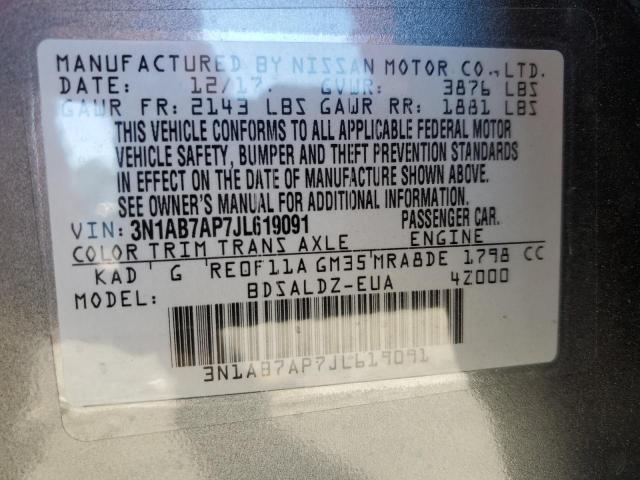 MANUFACTURED BY NISSAN MOTOR CO.,LTD.
DATE: 12/17. GVWR: 3876 LBS
GAWR FR: 2143 LBS GAWR RR: 1881 LBS
THIS VEHICLE CONFORMS TO ALL APPLICABLE FEDERAL MOTOR
VEHICLE SAFETY, BUMPER AND THEFT PREVENTION STANDARDS
IN EFFECT ON THE DATE OF MANUFACTURE SHOWN ABOVE.
SEE OWNER'S MANUAL FOR ADDITIONAL INFORMATION.
VIN: 3N1AB7AP7JL619091 PASSENGER CAR.
COLOR TRIM TRANS AXLE ENGINE
KAD G RE0F11A GM35 MRA8DE 1798 CC
MODEL: BDSALDZ-EUA 4Z000
3N1AB7AP7JL619091